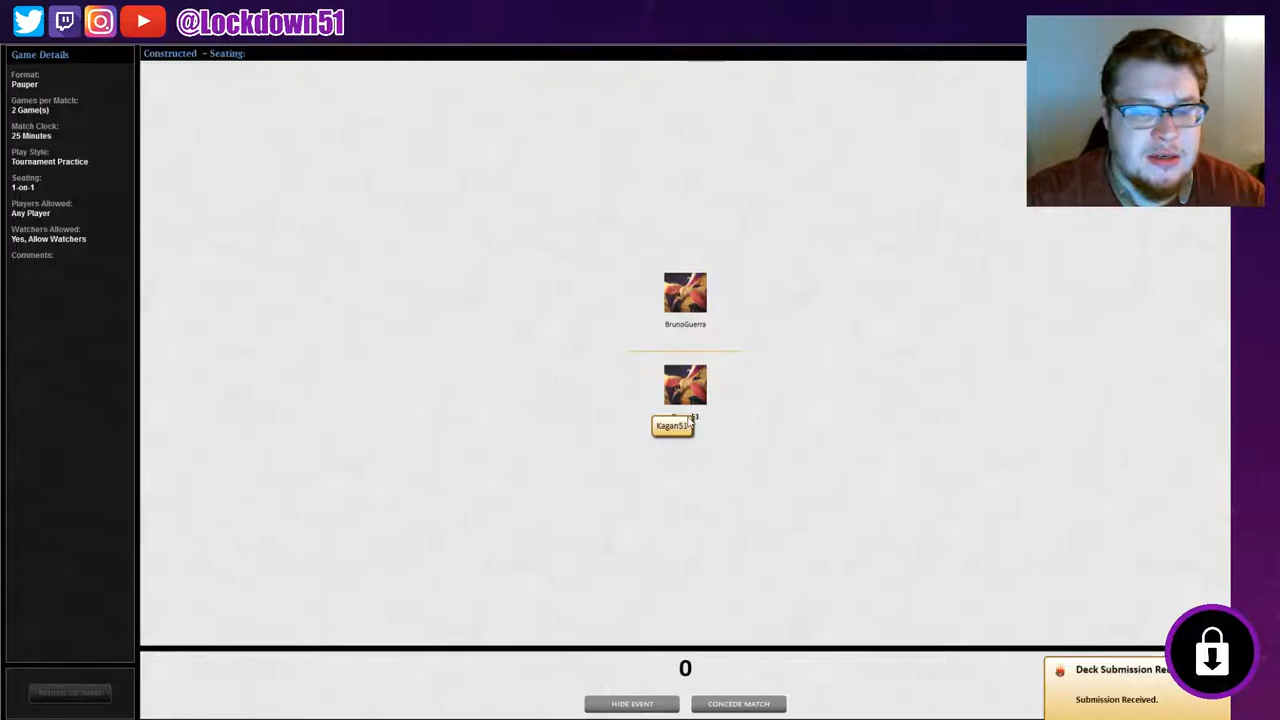 @Lockdown51
Game Details
Constructed - Seating:
Format:
Pauper
Games per Match:
2 Game(s)
Match Clock:
25 Minutes
Play Style:
Tournament Practice
Seating:
1-on-1
Players Allowed:
Any Player
Watchers Allowed:
Yes, Allow Watchers
Comments:
BrunoGuerra
Kagan51
0
HIDE EVENT
CONCEDE MATCH
Deck Submission
Submission Received.